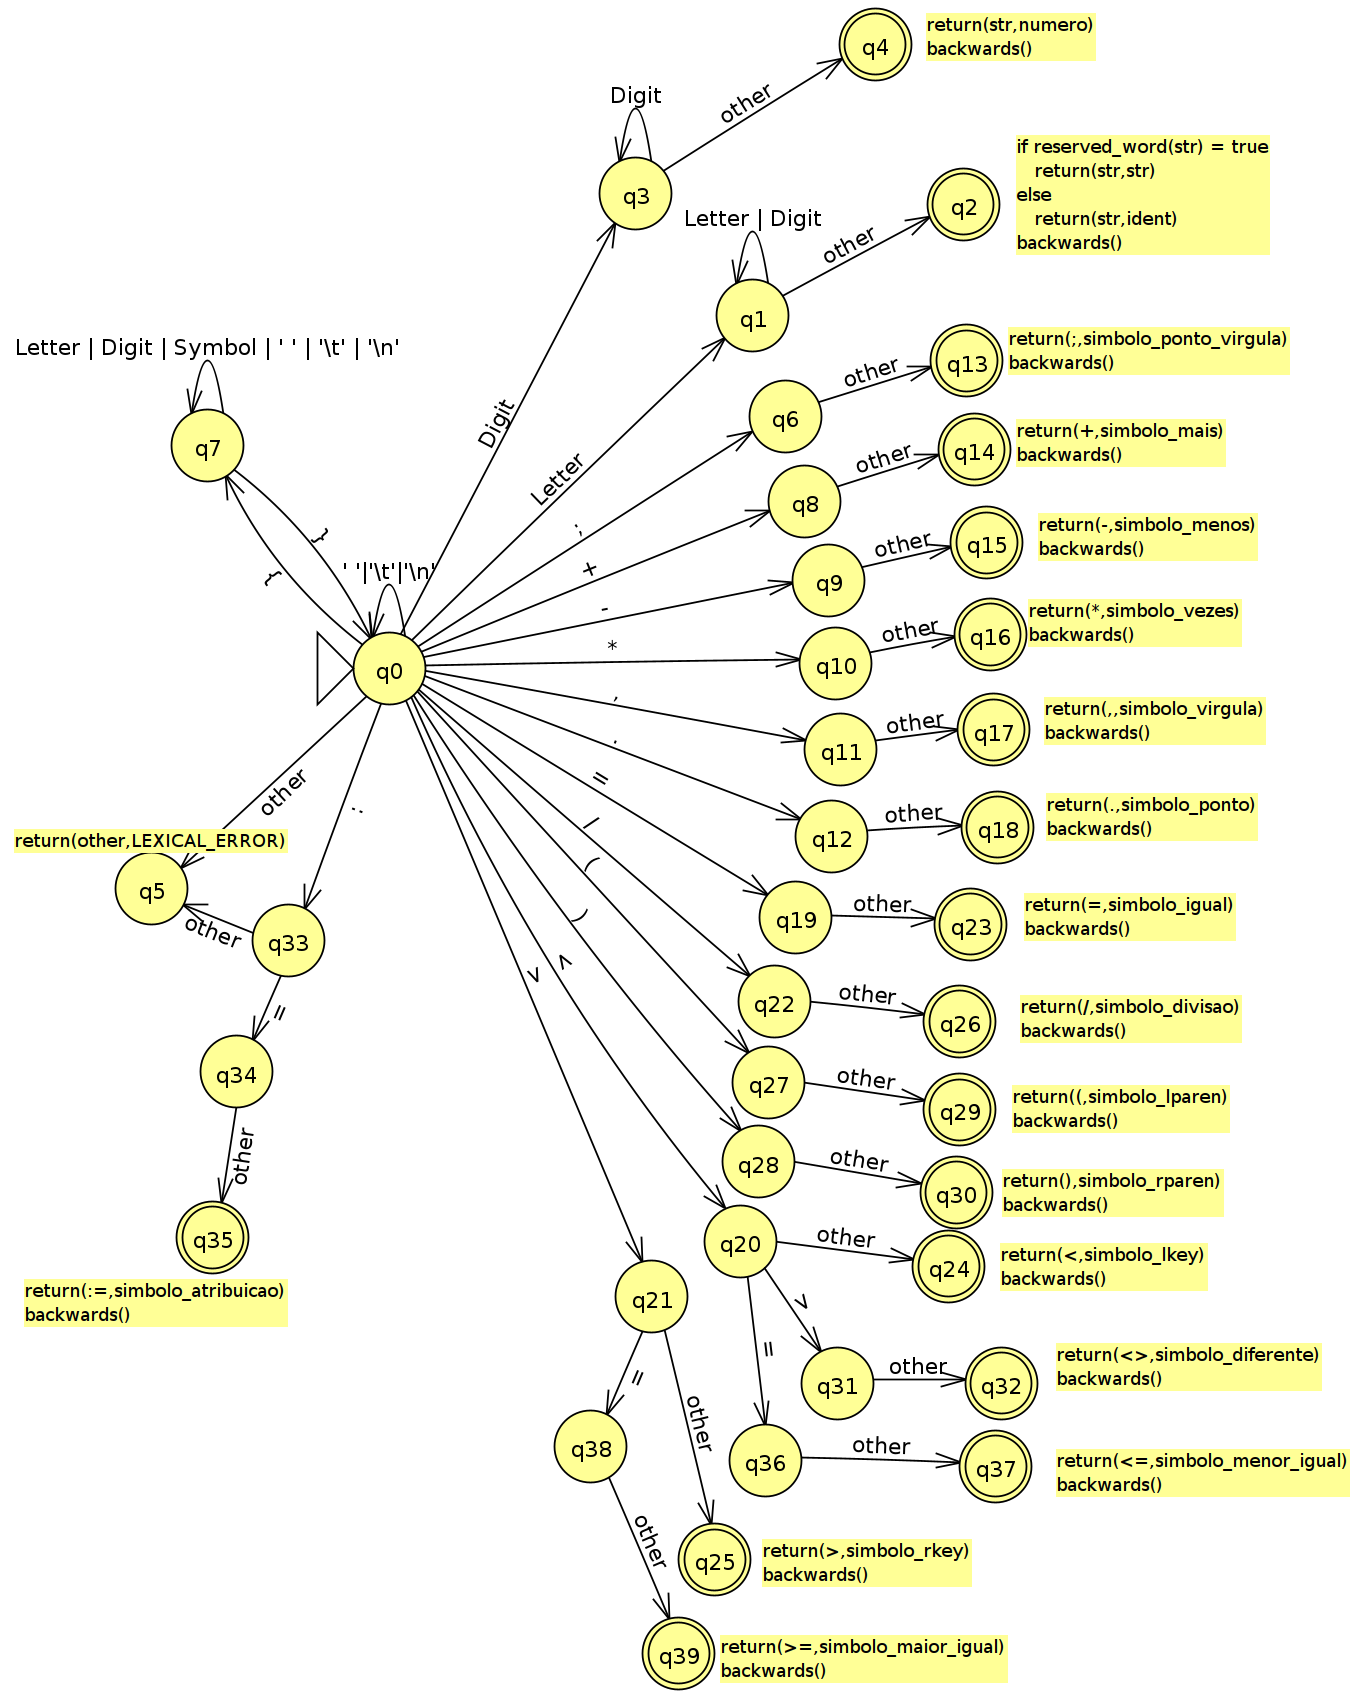 return(str,numero)
backwards()
q4
Digit
other
q3
if reserved_word(str) = true
return(str,str)
else
return(str,ident)
backwards()
q2
Letter | Digit
other
q1
return(;,simbolo_ponto_virgula)
backwards()
q13
other
q6
Letter | Digit | Symbol | ' ' | '\t' | '\n'
q7
Digit
Letter
return(+,simbolo_mais)
backwards()
q14
other
q8
;
}
{
' '|'\t'|'\n'
+
return(-,simbolo_menos)
backwards()
q15
other
q9
-
return(*,simbolo_vezes)
backwards()
q16
other
q10
*
q0
,
return(,,simbolo_virgula)
backwards()
q17
other
q11
.
return(.,simbolo_ponto)
backwards()
q18
other
q12
=
other
:
/
return(other,LEXICAL_ERROR)
q5
(
return(=,simbolo_igual)
backwards()
q23
other
q19
)
other
q33
>
<
return(/,simbolo_divisao)
backwards()
q26
other
q22
=
q34
return((,simbolo_lparen)
backwards()
q29
other
q27
other
return(),simbolo_rparen)
backwards()
q30
other
q28
q35
return(:=,simbolo_atribuicao)
backwards()
return(<,simbolo_lkey)
backwards()
q24
other
q20
q21
>
=
return(<>,simbolo_diferente)
backwards()
q32
other
q31
=
other
q38
return(<=,simbolo_menor_igual)
backwards()
q37
other
q36
other
return(>,simbolo_rkey)
backwards()
q25
return(>=,simbolo_maior_igual)
backwards()
q39